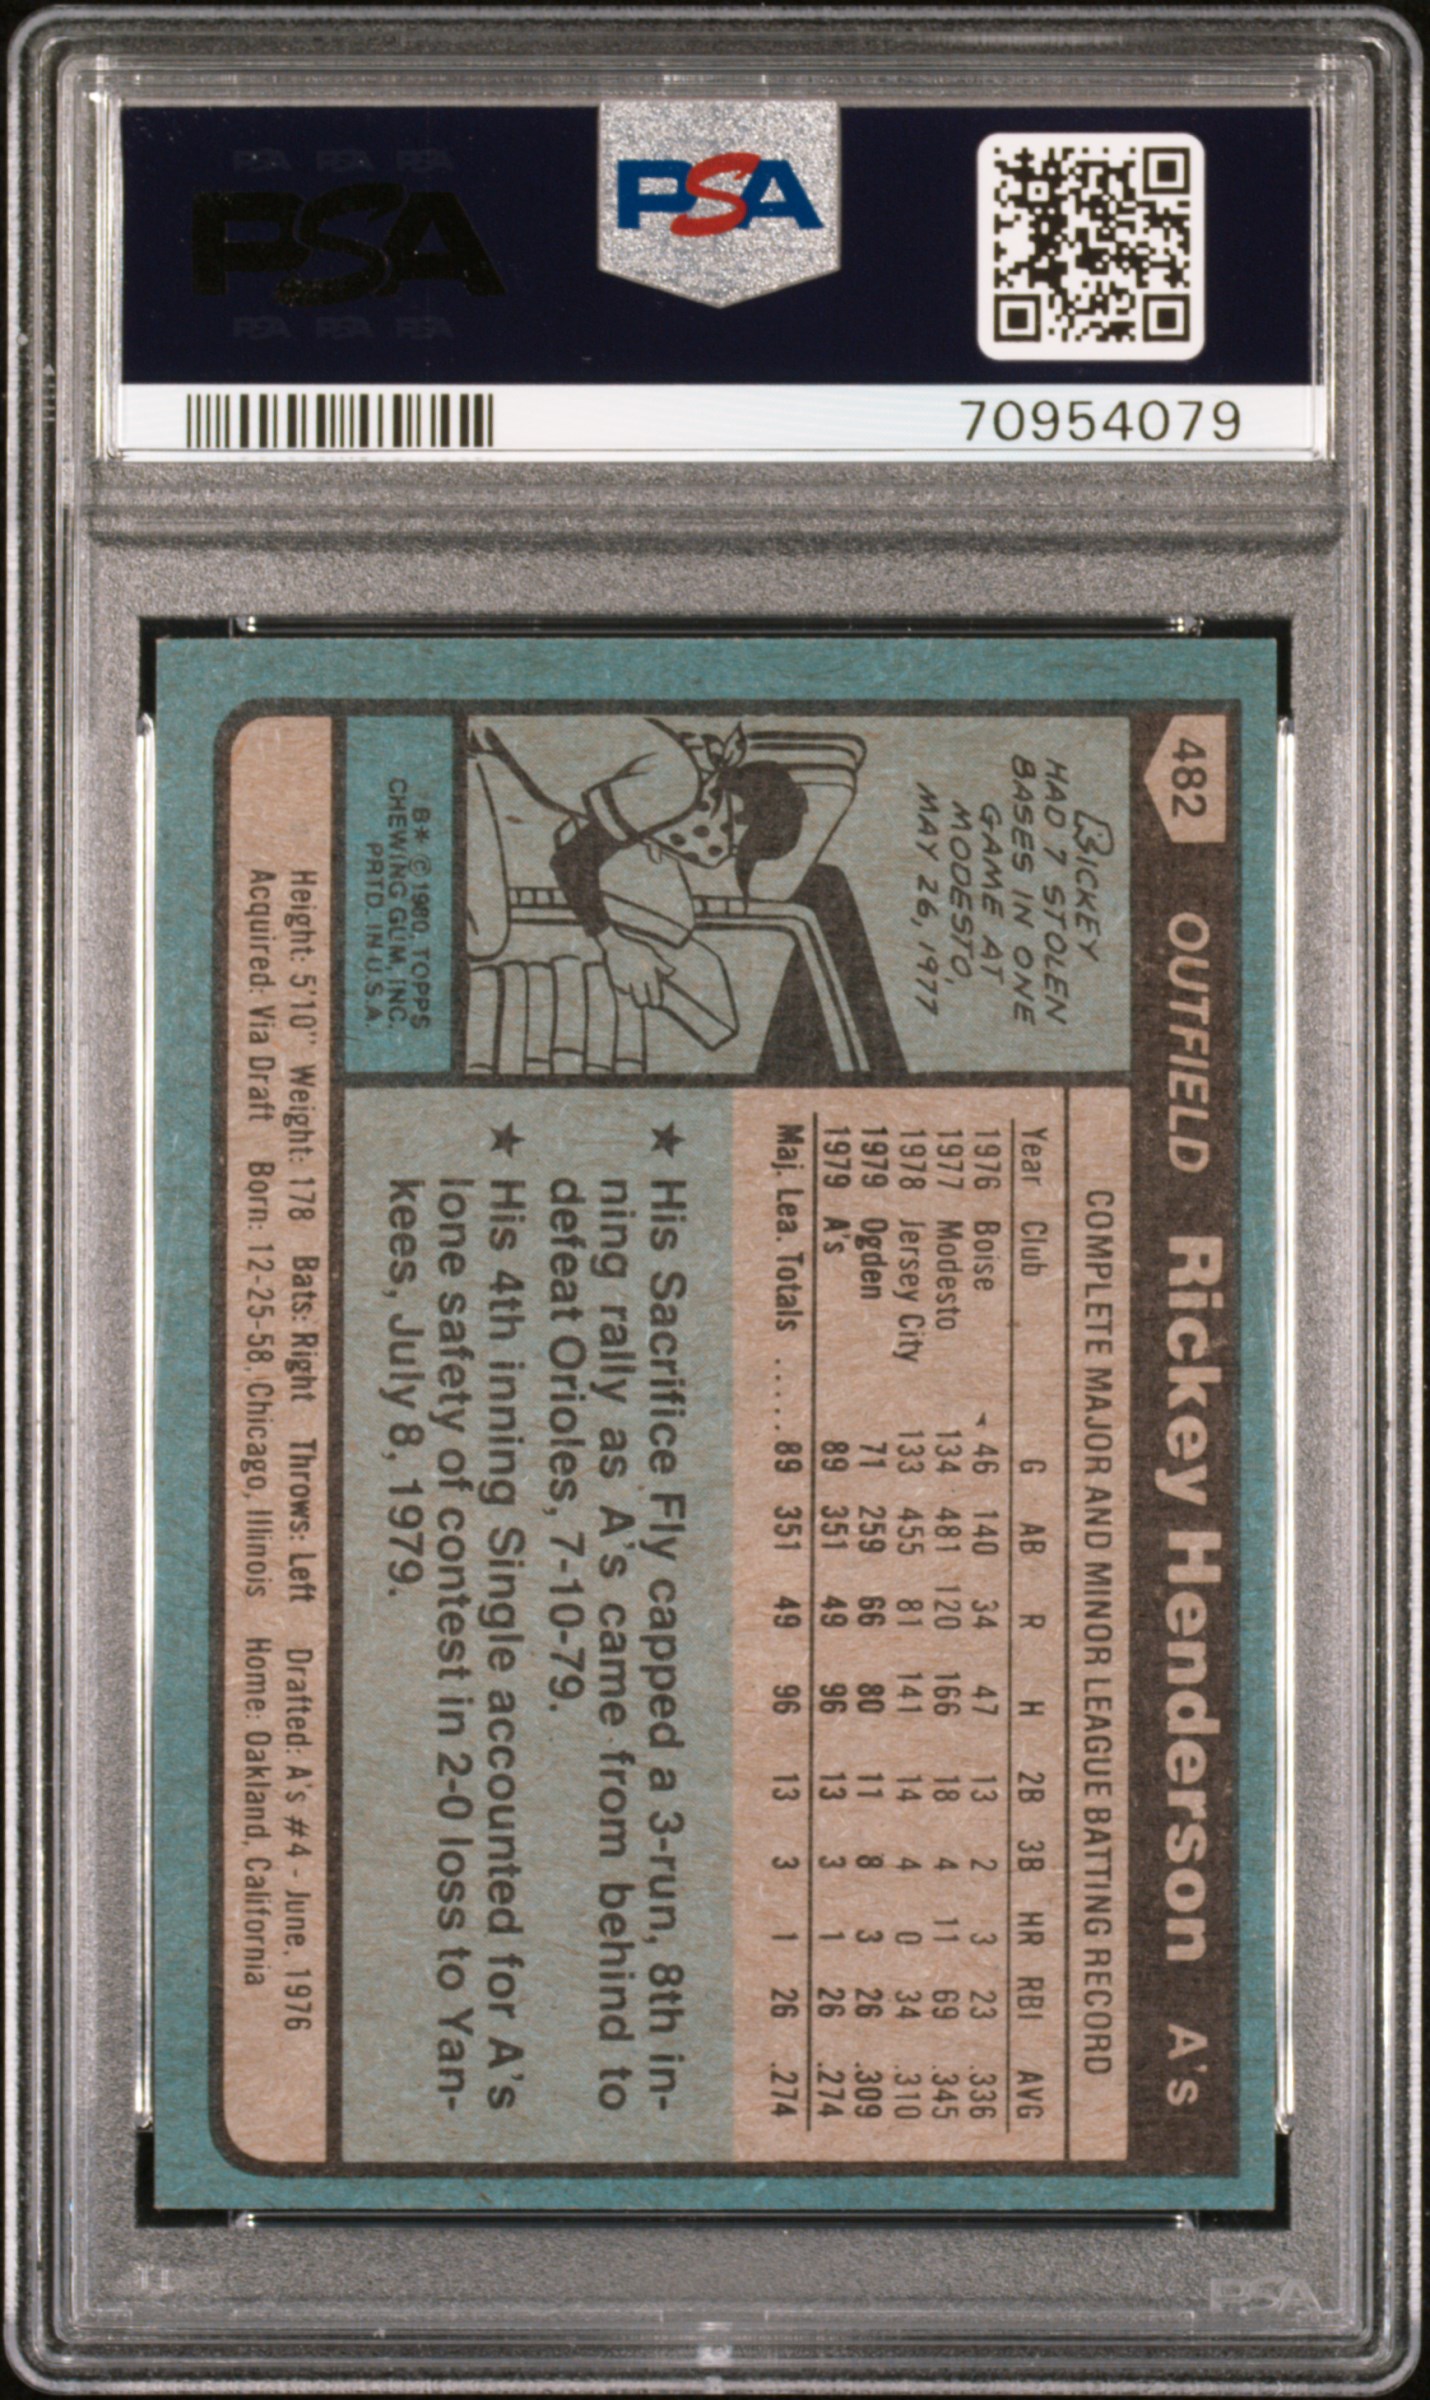 PSA PSA PSA
PSA
PSA PSA PSA
PSA
70954079
482 OUTFIELD Rickey Henderson A's
RICKEY
HAD 7 STOLEN
BASES IN ONE
GAME AT
MODESTO,
MAY 26, 1977
B* © 1980, TOPPS
CHEWING GUM, INC.
PRTD. IN U.S.A.
COMPLETE MAJOR AND MINOR LEAGUE BATTING RECORD
Year Club G AB R H 2B 3B HR RBI AVG
1976 Boise 46 140 34 47 13 2 3 23 .336
1977 Modesto 134 481 120 166 18 4 11 69 .345
1978 Jersey City 133 455 81 141 14 4 0 34 .310
1979 Ogden 71 259 66 80 11 8 3 26 .309
1979 A's 89 351 49 96 13 3 1 26 .274
Maj. Lea. Totals ..... 89 351 49 96 13 3 1 26 .274
★ His Sacrifice Fly capped a 3-run, 8th in-
ning rally as A's came from behind to
defeat Orioles, 7-10-79.
★ His 4th inning Single accounted for A's
lone safety of contest in 2-0 loss to Yan-
kees, July 8, 1979.
Height: 5'10" Weight: 178 Bats: Right Throws: Left Drafted: A's #4 - June, 1976
Acquired: Via Draft Born: 12-25-58, Chicago, Illinois Home: Oakland, California
PSA